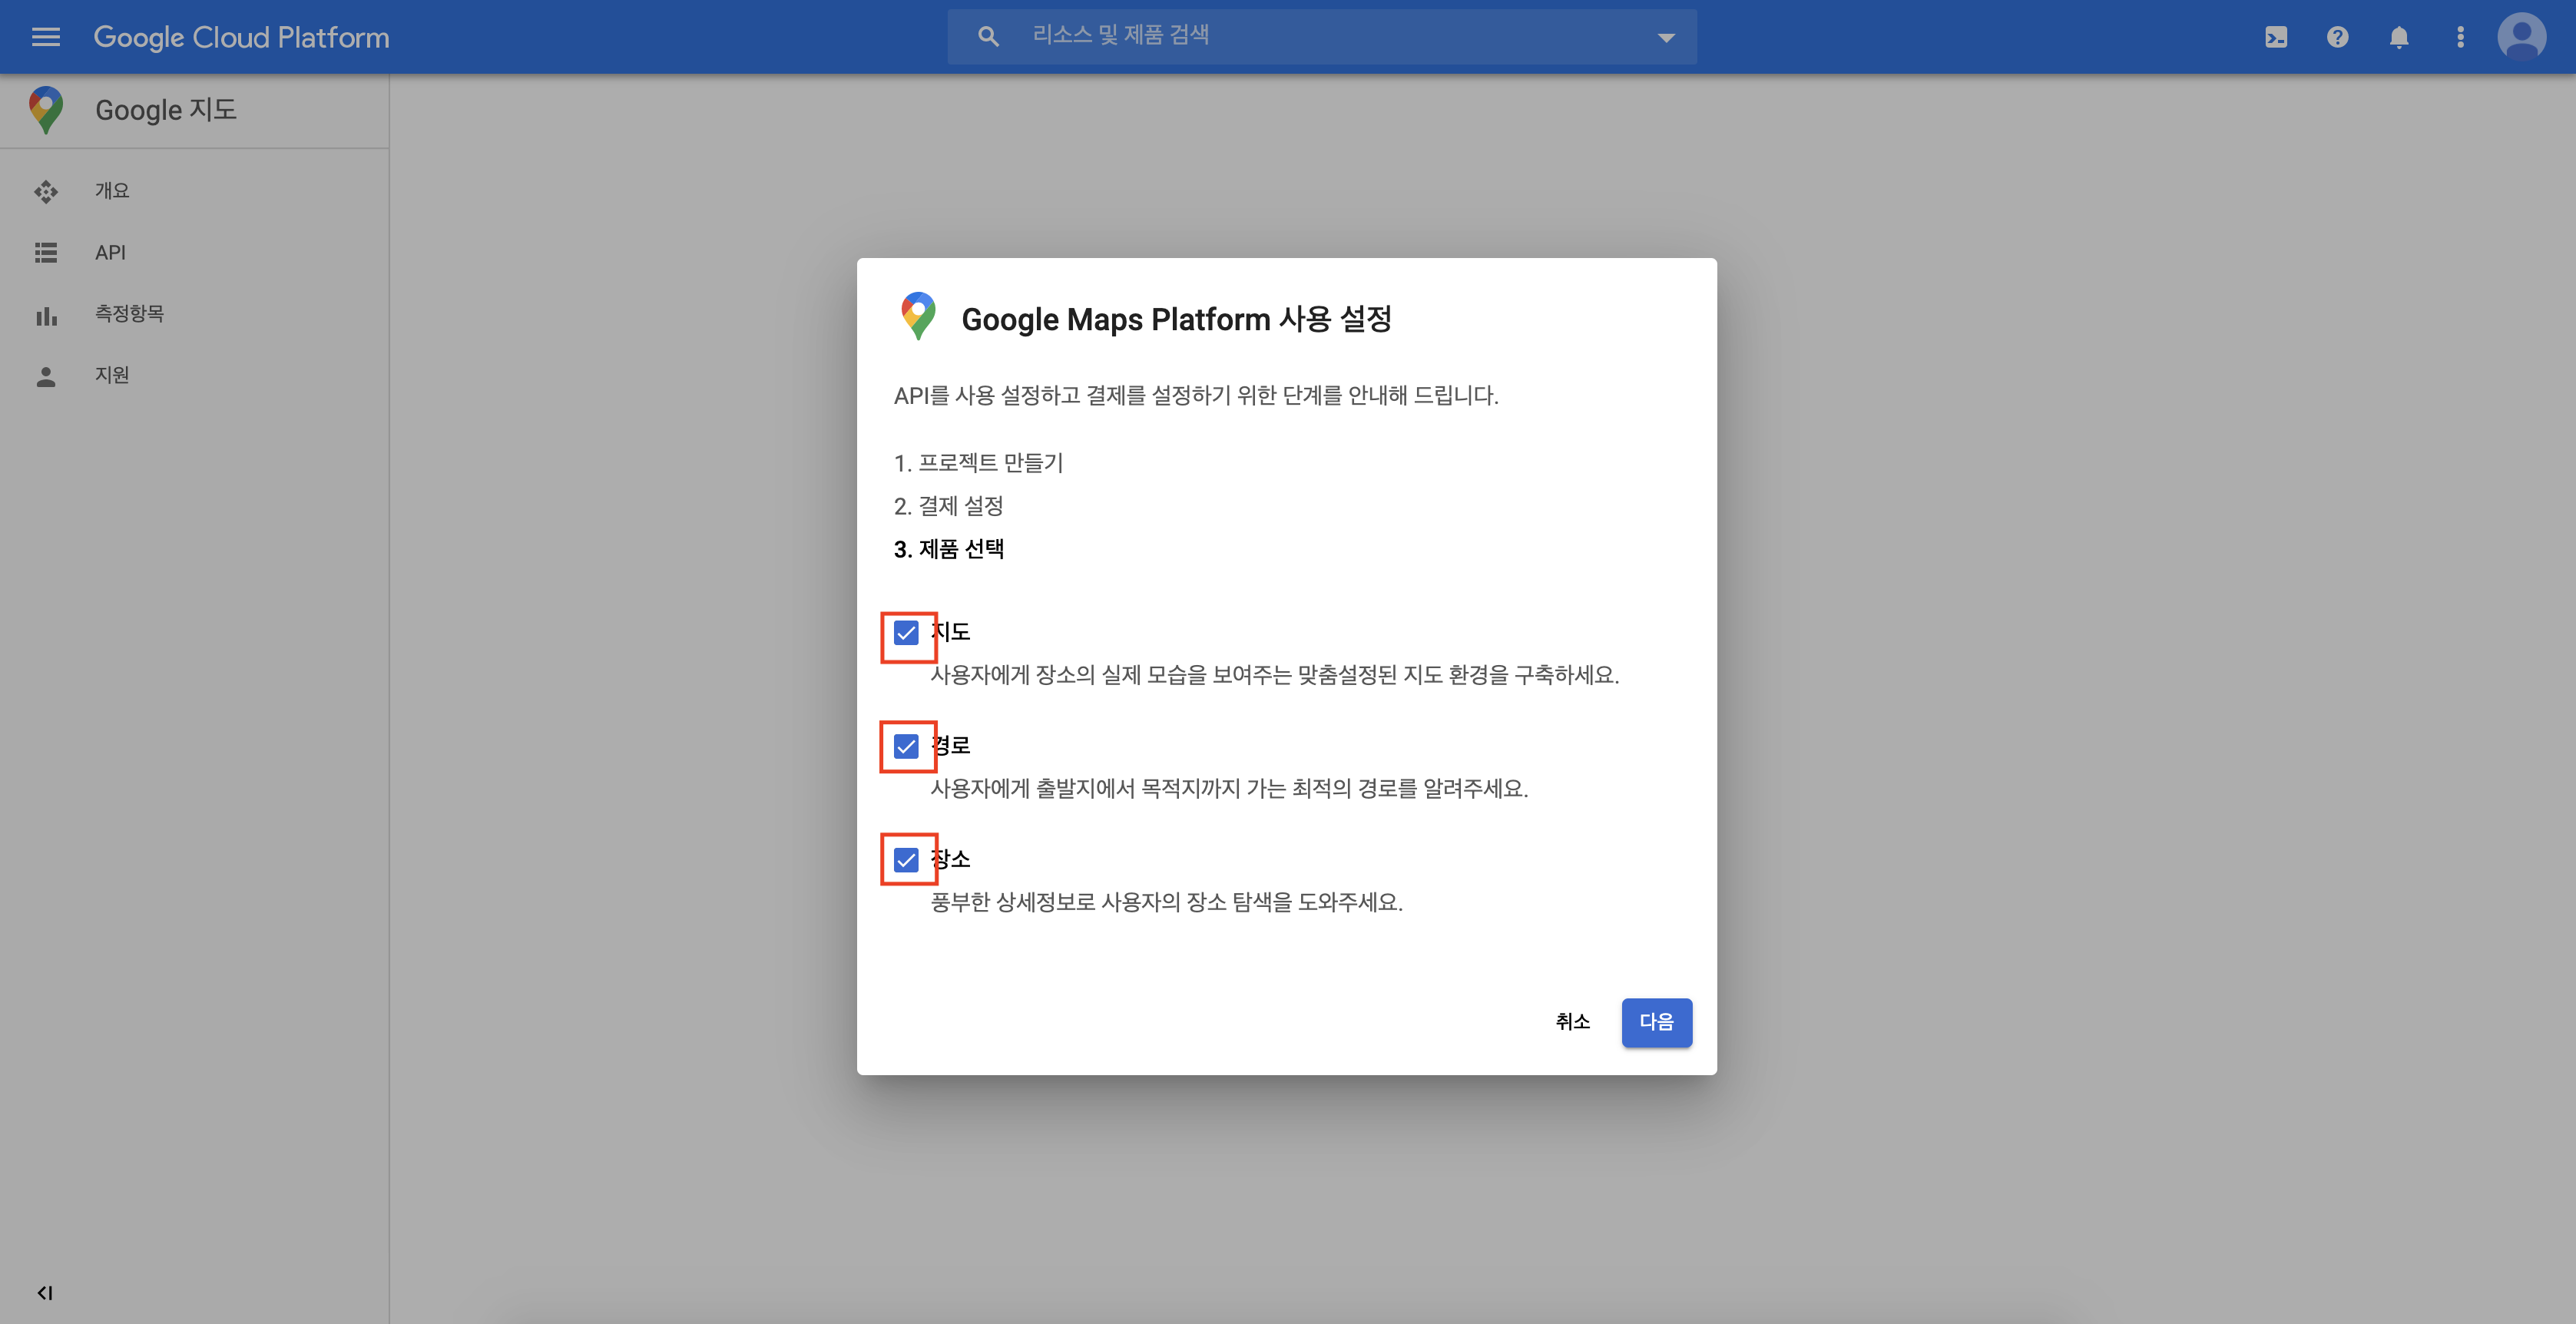 Google Cloud Platform
리소스 및 제품 검색
Google 지도
개요
API
측정항목
지원
Google Maps Platform 사용 설정
API를 사용 설정하고 결제를 설정하기 위한 단계를 안내해 드립니다.
1. 프로젝트 만들기
2. 결제 설정
3. 제품 선택
지도
사용자에게 장소의 실제 모습을 보여주는 맞춤설정된 지도 환경을 구축하세요.
경로
사용자에게 출발지에서 목적지까지 가는 최적의 경로를 알려주세요.
장소
풍부한 상세정보로 사용자의 장소 탐색을 도와주세요.
취소
다음